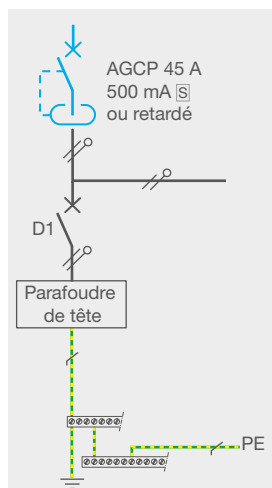 AGCP 45 A
500 mA S
ou retardé
D1
Parafoudre
de tête
PE